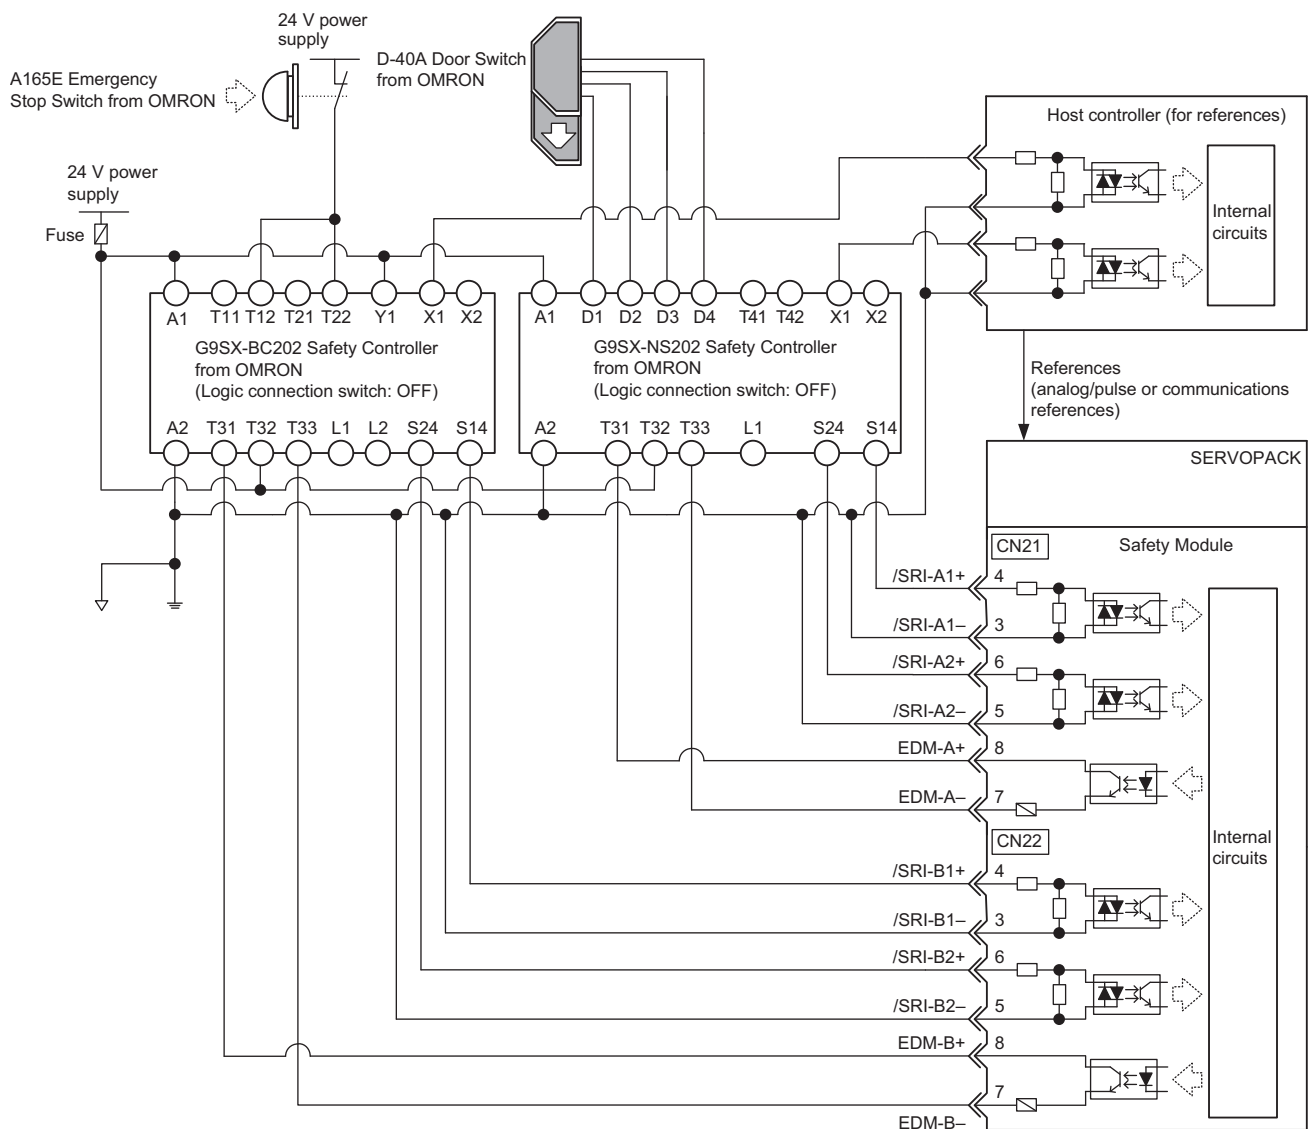 24 V power
supply
D-40A Door Switch
from OMRON
A165E Emergency
Stop Switch from OMRON
Host controller (for references)
24 V power
supply
Fuse
Internal
circuits
A1 T11 T12 T21 T22 Y1 X1 X2
A1 D1 D2 D3 D4 T41 T42 X1 X2
G9SX-BC202 Safety Controller
from OMRON
(Logic connection switch: OFF)
G9SX-NS202 Safety Controller
from OMRON
(Logic connection switch: OFF)
References
(analog/pulse or communications
references)
A2 T31 T32 T33 L1 L2 S24 S14
A2 T31 T32 T33 L1 S24 S14
SERVOPACK
CN21
Safety Module
/SRI-A1+ 4
/SRI-A1– 3
/SRI-A2+ 6
/SRI-A2– 5
EDM-A+ 8
EDM-A– 7
CN22
Internal
circuits
/SRI-B1+ 4
/SRI-B1– 3
/SRI-B2+ 6
/SRI-B2– 5
EDM-B+ 8
7
EDM-B–